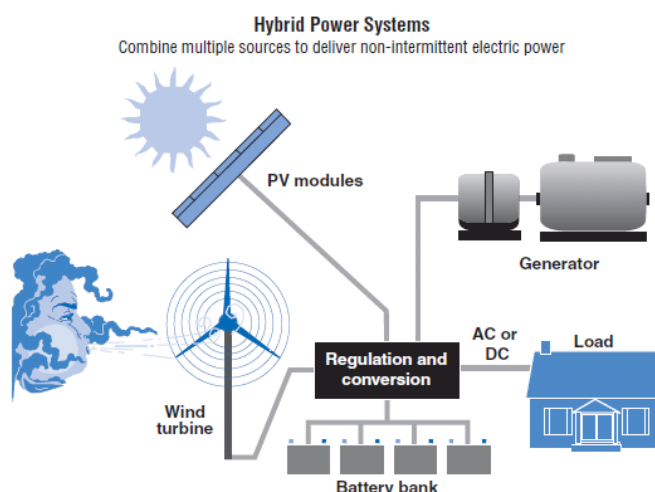 Hybrid Power Systems
Combine multiple sources to deliver non-intermittent electric power
PV modules
Generator
AC or
DC
Load
Regulation and
conversion
Wind
turbine
Battery bank